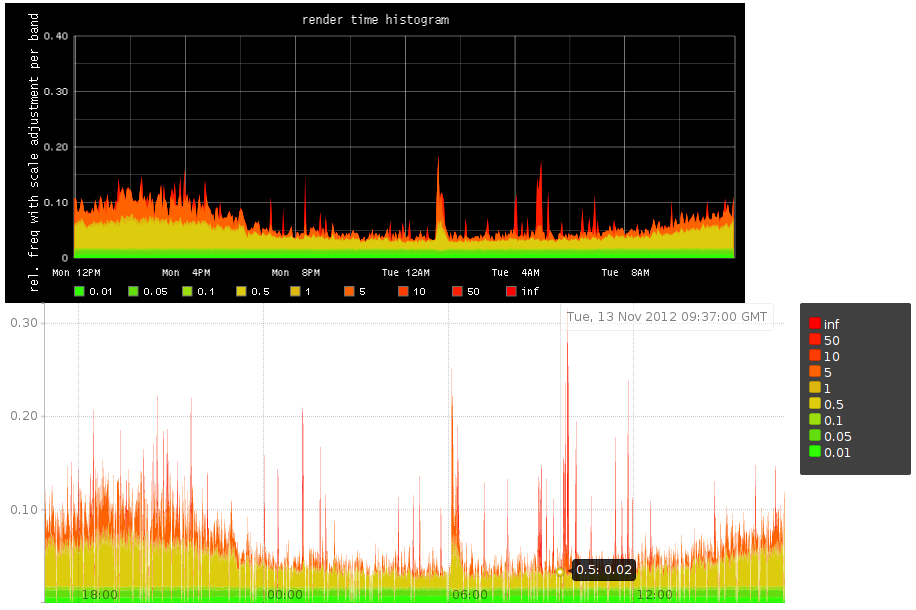 render time histogram
rel. freq with scale adjustment per band
0.40
0.30
0.20
0.10
0
Mon 12PM Mon 4PM Mon 8PM Tue 12AM Tue 4AM Tue 8AM
0.01 0.05 0.1 0.5 1 5 10 50 inf
0.30
Tue, 13 Nov 2012 09:37:00 GMT
0.20
0.10
0.5: 0.02
18:00 00:00 06:00 12:00
inf
50
10
5
1
0.5
0.1
0.05
0.01